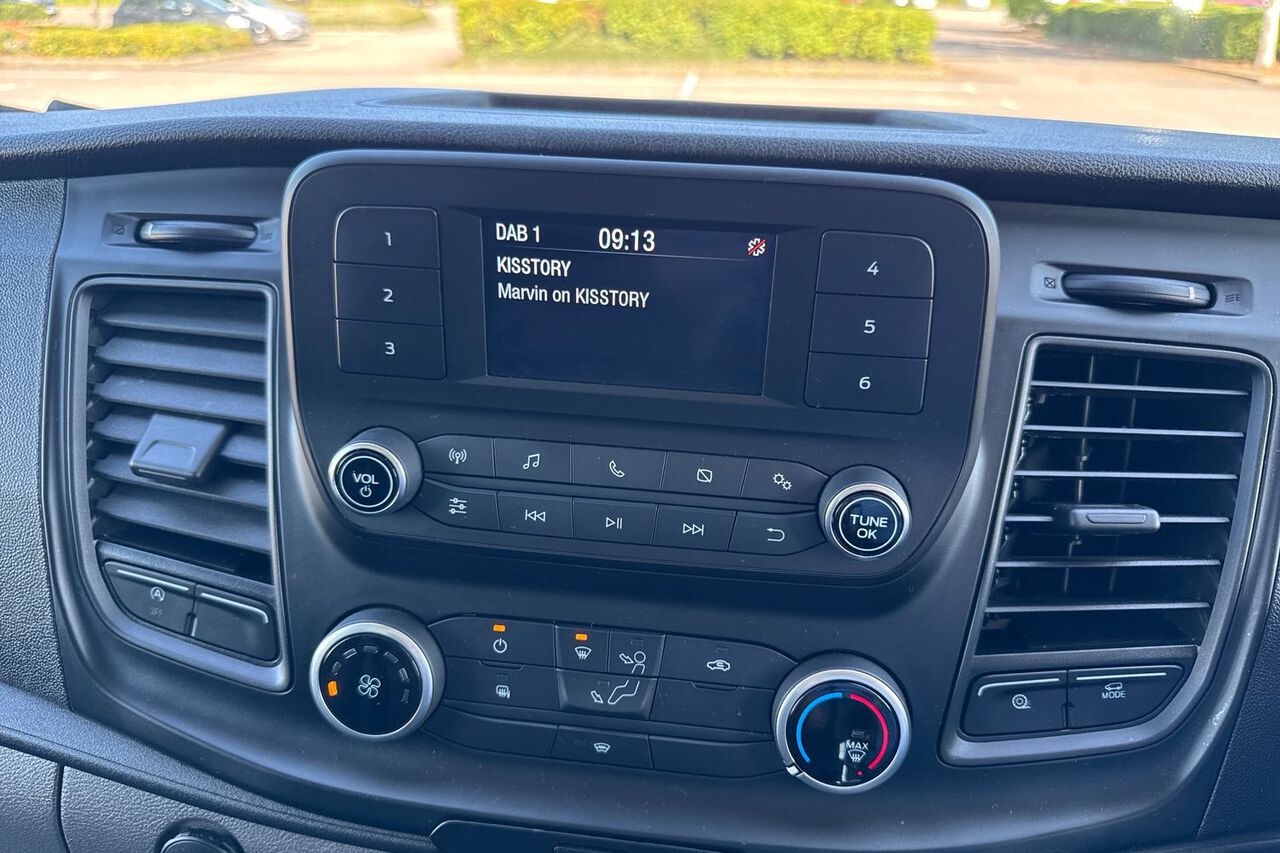 DAB 1 09:13
KISSTORY
Marvin on KISSTORY
1
2
3
4
5
6
VOL
TUNE
OK
A
OFF
MAX
MODE